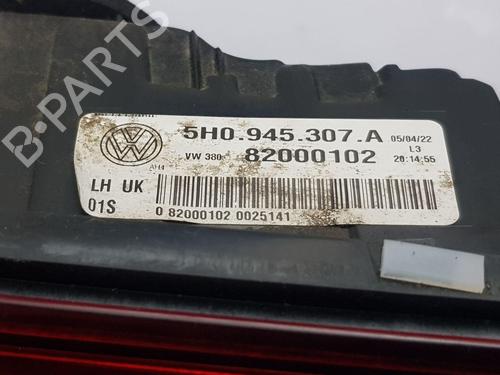 B-PARTS
5H0.945.307.A 05/04/22
VW 380 82000102 L3
20:14:55
LH UK
01S 0 82000102 0025141